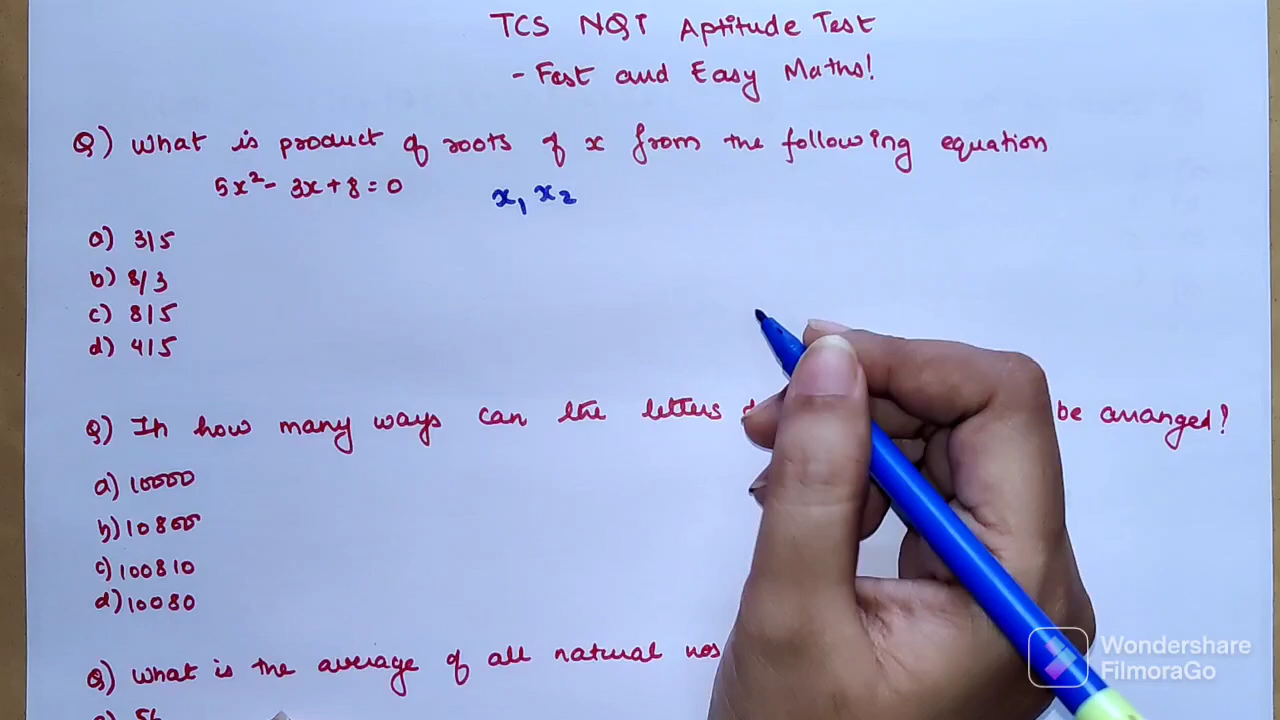 TCS NQT Aptitude Test
- Fast and Easy Maths!
Q) What is product of roots of x from the following equation
5x² - 3x + 8 = 0 x₁ x₂
a) 3/5
b) 8/3
c) 8/5
d) 4/5
Q) In how many ways can the letters be arranged?
a) 10000
b) 10800
c) 100810
d) 10080
Q) What is the average of all natural nos
a) 56
Wondershare
FilmoraGo